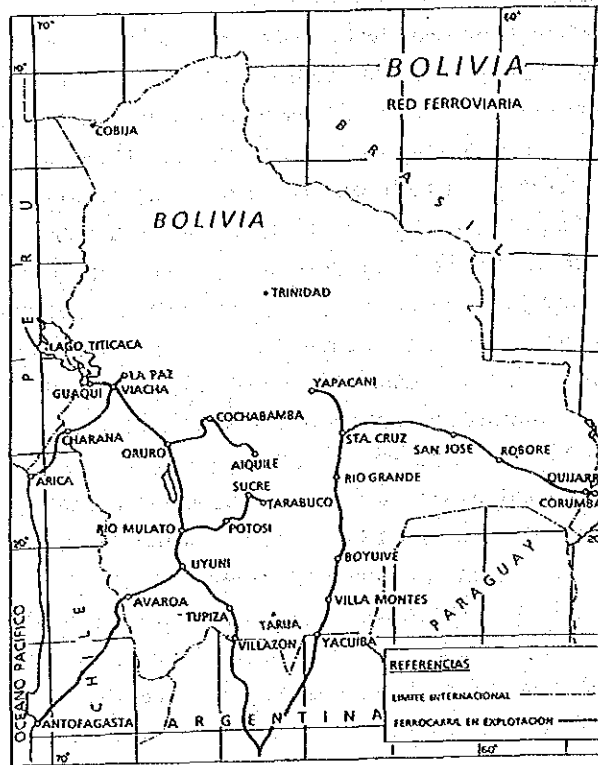 70°
60°
BOLIVIA
RED FERROVIARIA
COBIJA
BRASIL
BOLIVIA
PERU
TRINIDAD
LAGO TITICACA
LA PAZ
GUAQUI
VIACHA
YAPACANI
COCHABAMBA
CHARANA
ORURO
STA. CRUZ
SAN JOSE
ROBORE
AIQUILE
ARICA
SUCRE
RIO GRANDE
QUIJARR
TARABUCO
CORUMBA
RIO MULATO
POTOSI
20°
UYUNI
BOYUIVE
PARAGUAY
AVAROA
VILLA MONTES
TUPIZA
TARIJA
CHILE
VILLAZON
YACUIBA
OCEANO PACIFICO
REFERENCIAS
LIMITE INTERNACIONAL
ANTOFAGASTA
ARGENTINA
FERROCARRIL EN EXPLOTACION
70°
60°